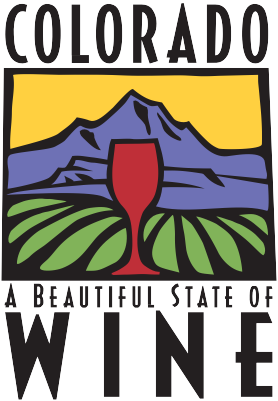 COLORADO
A BEAUTIFUL STATE OF
WINE